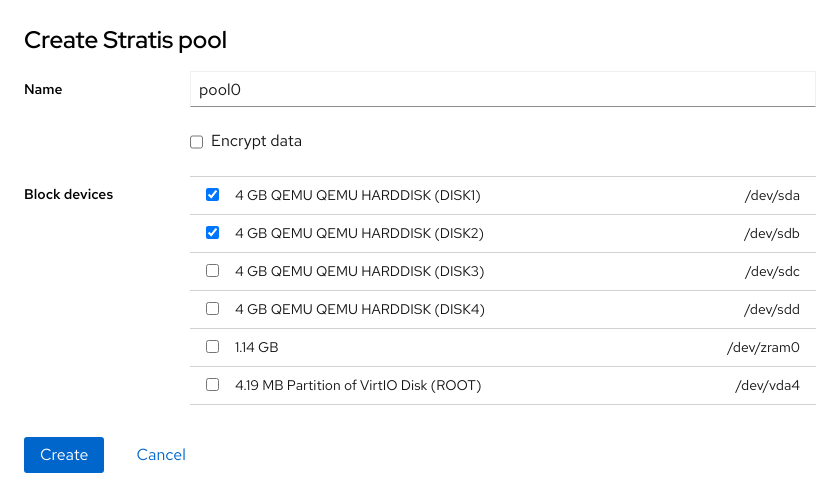 Create Stratis pool
Name
pool0
Encrypt data
Block devices
4 GB QEMU QEMU HARDDISK (DISK1) /dev/sda
4 GB QEMU QEMU HARDDISK (DISK2) /dev/sdb
4 GB QEMU QEMU HARDDISK (DISK3) /dev/sdc
4 GB QEMU QEMU HARDDISK (DISK4) /dev/sdd
1.14 GB /dev/zram0
4.19 MB Partition of VirtIO Disk (ROOT) /dev/vda4
Create Cancel